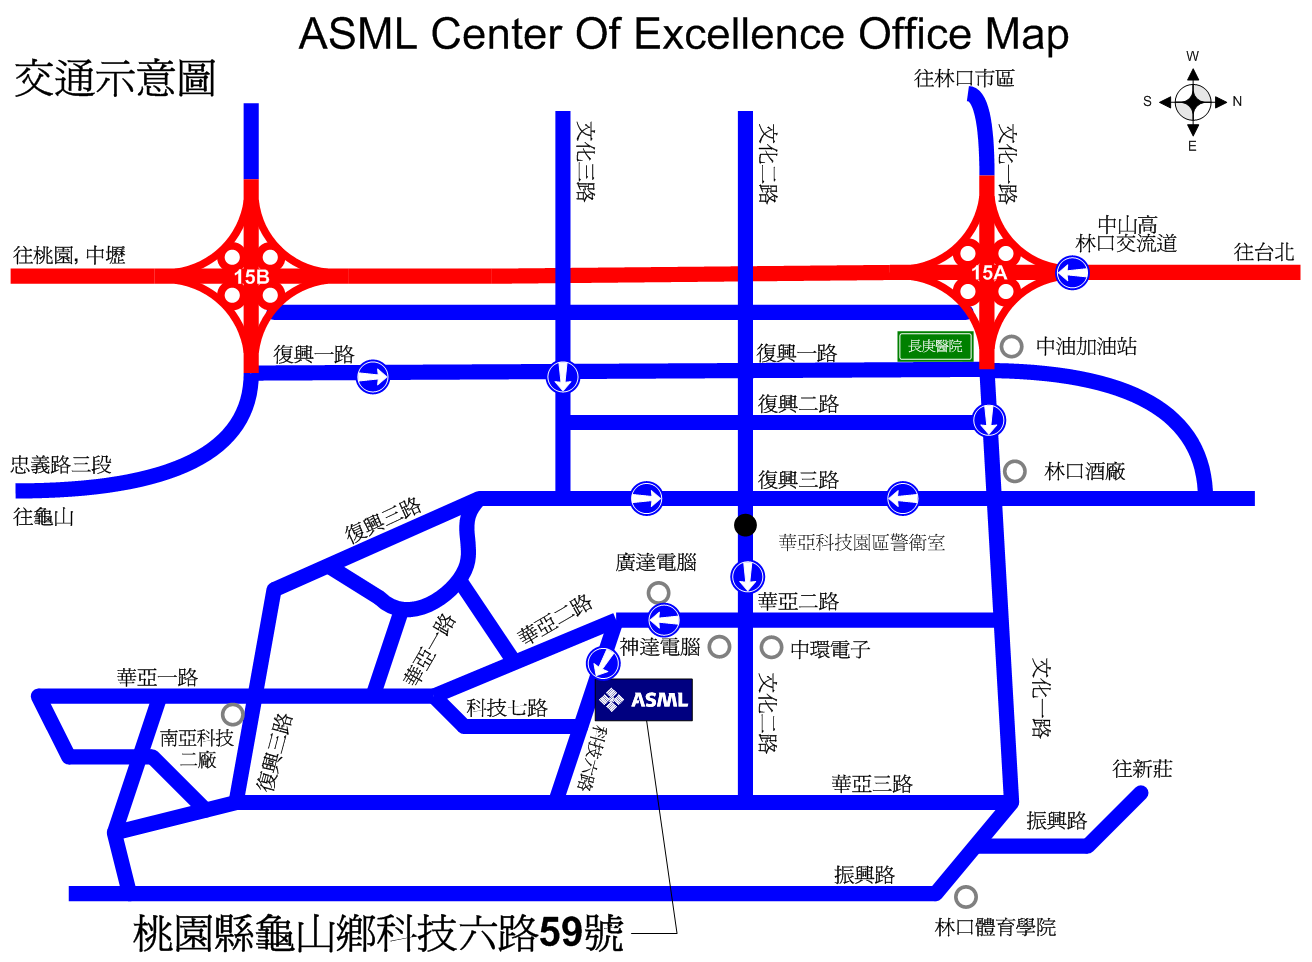 ASML Center Of Excellence Office Map
交通示意圖
往林口市區
W
S
N
E
文化三路
文化二路
文化一路
中山高
林口交流道
往台北
往桃園, 中壢
15B
15A
復興一路
復興一路
長庚醫院
中油加油站
復興二路
忠義路三段
往龜山
復興三路
林口酒廠
復興三路
華亞科技園區警衛室
廣達電腦
華亞二路
華亞二路
華亞一路
神達電腦
中環電子
華亞一路
文化一路
ASML
科技七路
南亞科技
二廠
復興三路
科技六路
文化二路
往新莊
華亞三路
振興路
振興路
林口體育學院
桃園縣龜山鄉科技六路59號